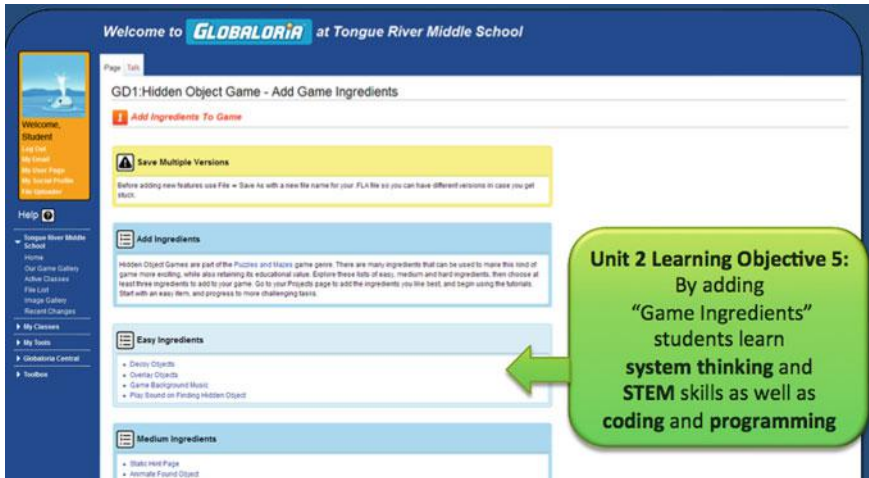 Welcome to GLOBALORIA at Tongue River Middle School
Page Talk
GD1:Hidden Object Game - Add Game Ingredients
1 Add Ingredients To Game
Welcome,
Student
Log Out
My Email
My User Page
My Social Profile
File Uploader
Help ?
Tongue River Middle
School
Home
Our Game Gallery
Active Classes
File List
Image Gallery
Recent Changes
My Classes
My Tools
Globaloria Central
Toolbox
Save Multiple Versions
Before adding new features use File = Save As with a new file name for your .FLA file so you can have different versions in case you get
stuck.
Add Ingredients
Hidden Object Games are part of the Puzzles and Mazes game genre. There are many ingredients that can be used to make this kind of
game more exciting, while also retaining its educational value. Explore these lists of easy, medium and hard ingredients, then choose at
least three ingredients to add to your game. Go to your Projects page to add the ingredients you like best, and begin using the tutorials.
Start with an easy item, and progress to more challenging tasks.
Easy Ingredients
Decoy Objects
Overlay Objects
Game Background Music
Play Sound on Finding Hidden Object
Medium Ingredients
Static Hint Page
Animate Found Object
Unit 2 Learning Objective 5:
By adding
“Game Ingredients”
students learn
system thinking and
STEM skills as well as
coding and programming